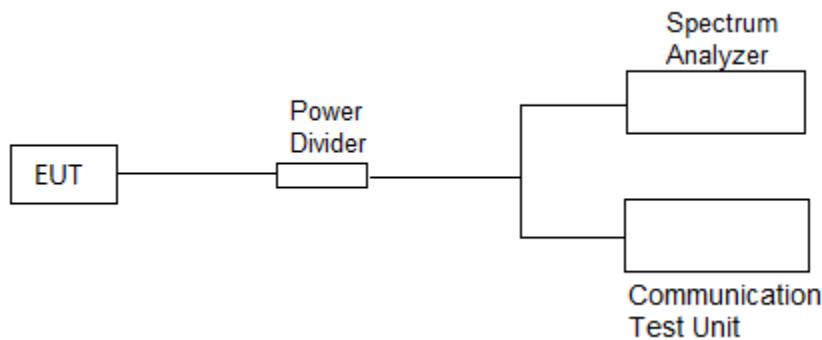 EUT
Power
Divider
Spectrum
Analyzer
Communication
Test Unit